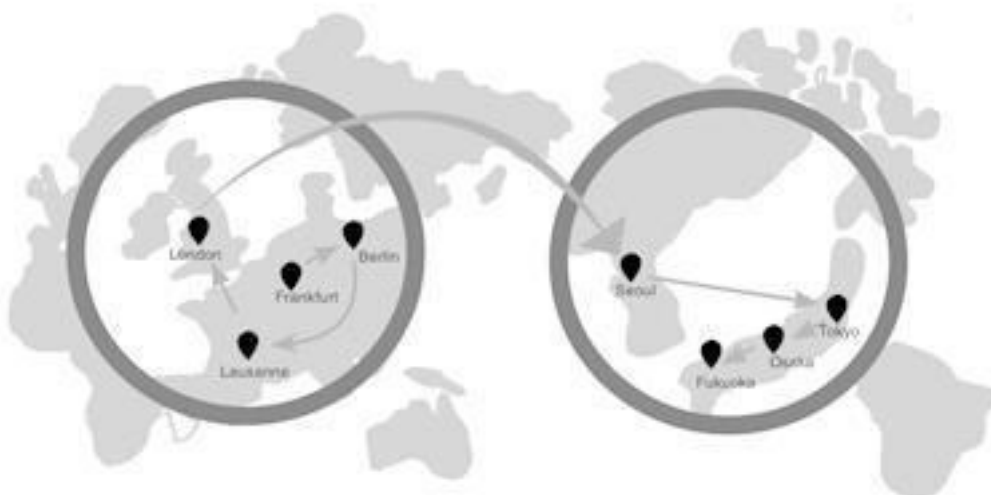 London
Berlin
Frankfurt
Lausanne
Seoul
Tokyo
Osaka
Fukuoka